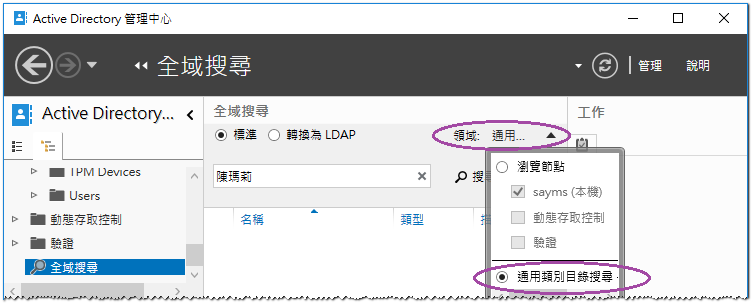 Active Directory 管理中心
全域搜尋
管理
說明
Active Directory...
TPM Devices
Users
動態存取控制
驗證
全域搜尋
全域搜尋
標準 轉換為 LDAP
領域: 通用...
陳瑪莉
搜
名稱 類型
瀏覽節點
sayms (本機)
動態存取控制
驗證
通用類別目錄搜尋
工作